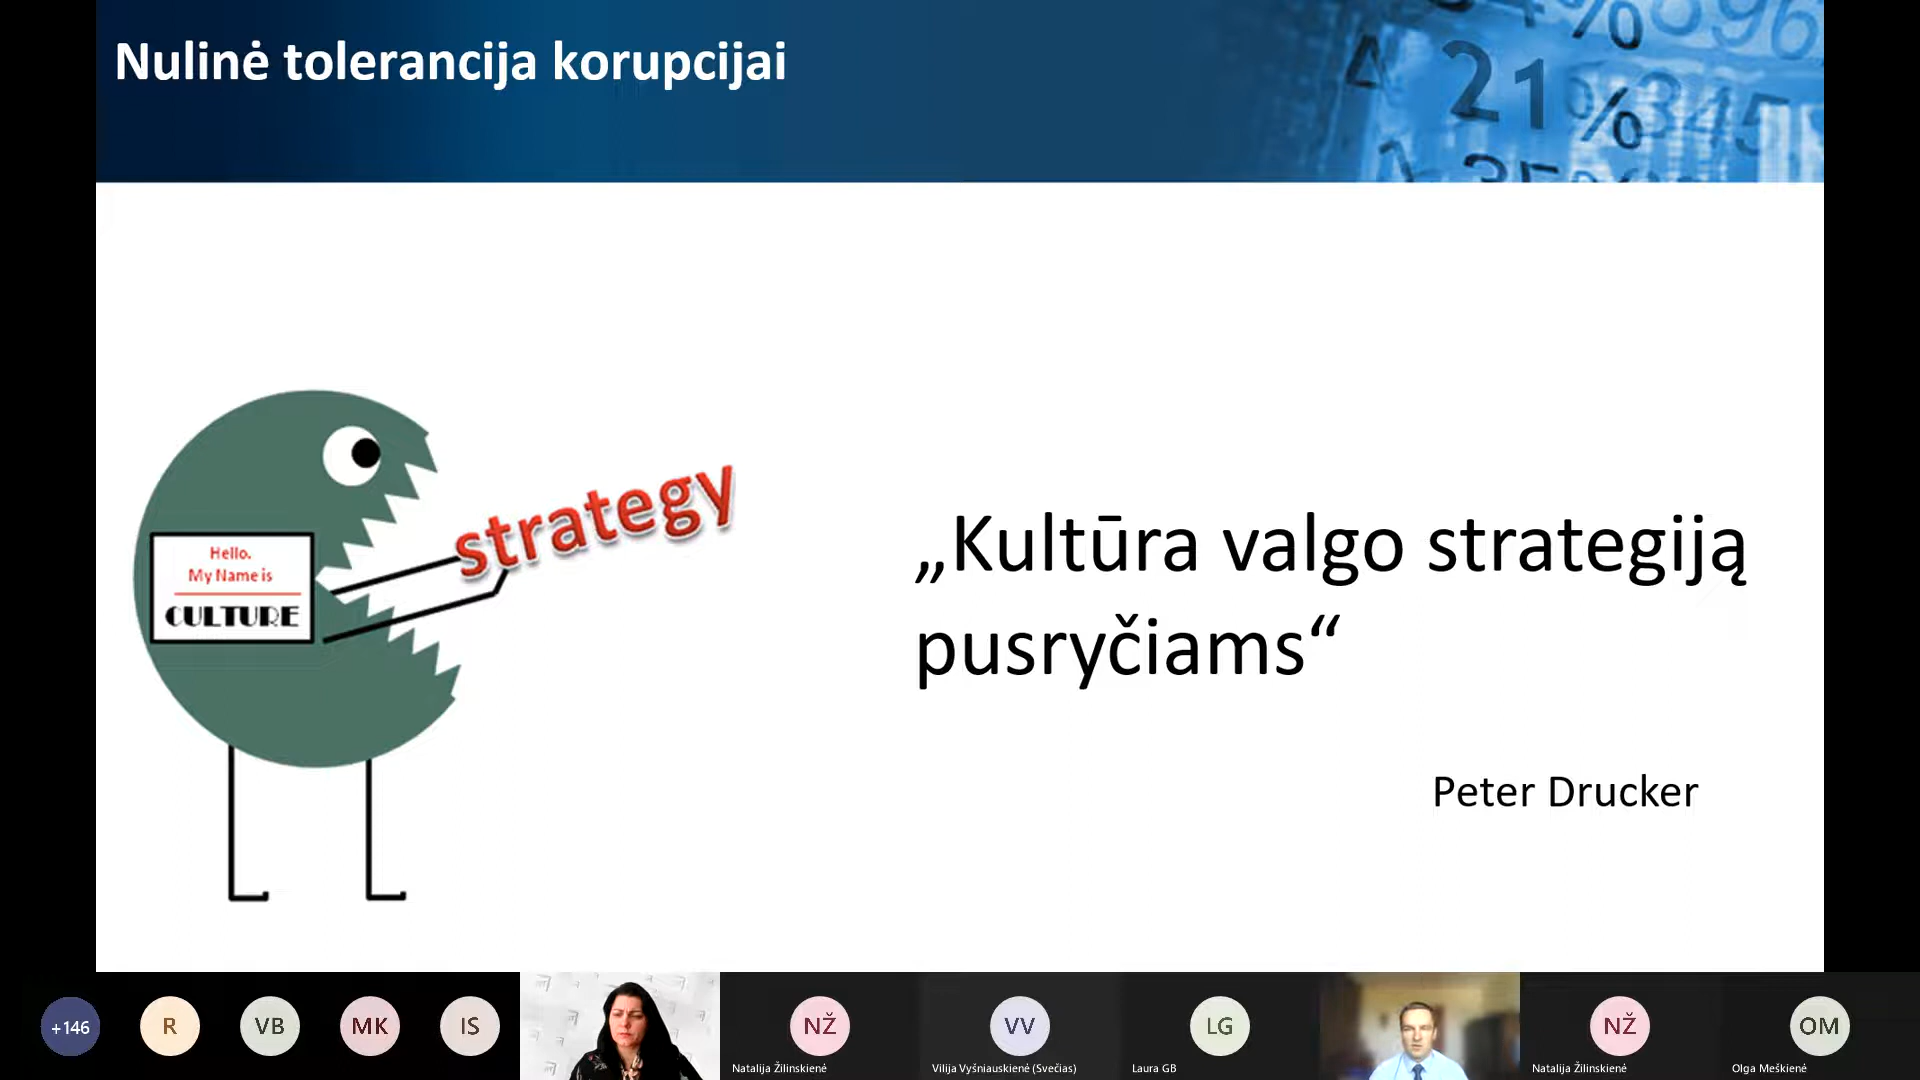 Nulinė tolerancija korupcijai
21%
Hello.
My Name is
CULTURE
strategy
„Kultūra valgo strategiją
pusryčiams“
Peter Drucker
+146
R
VB
MK
IS
NŽ
Natalija Žilinskienė
VV
Vilija Vyšniauskienė (Svečias)
LG
Laura GB
NŽ
Natalija Žilinskienė
OM
Olga Meškienė